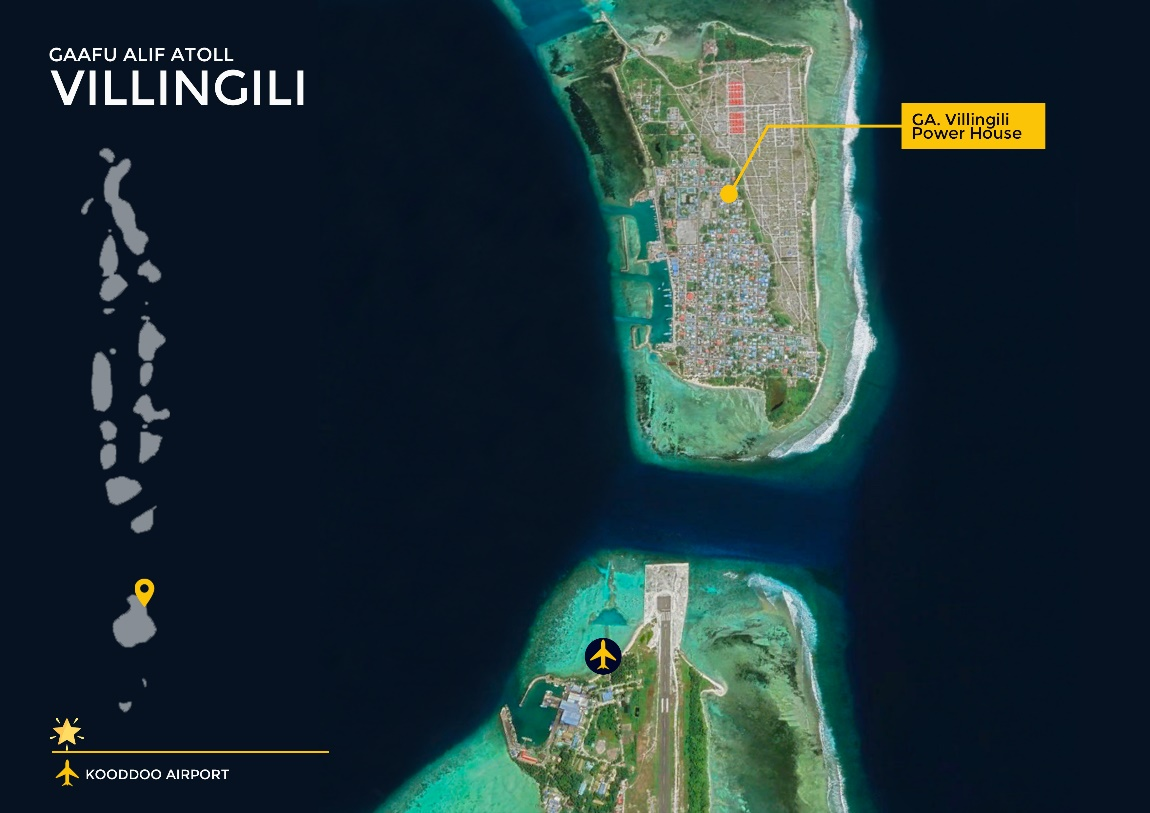 GAAFU ALIF ATOLL
VILLINGILI
GA. Villingili
Power House
KOODDOO AIRPORT